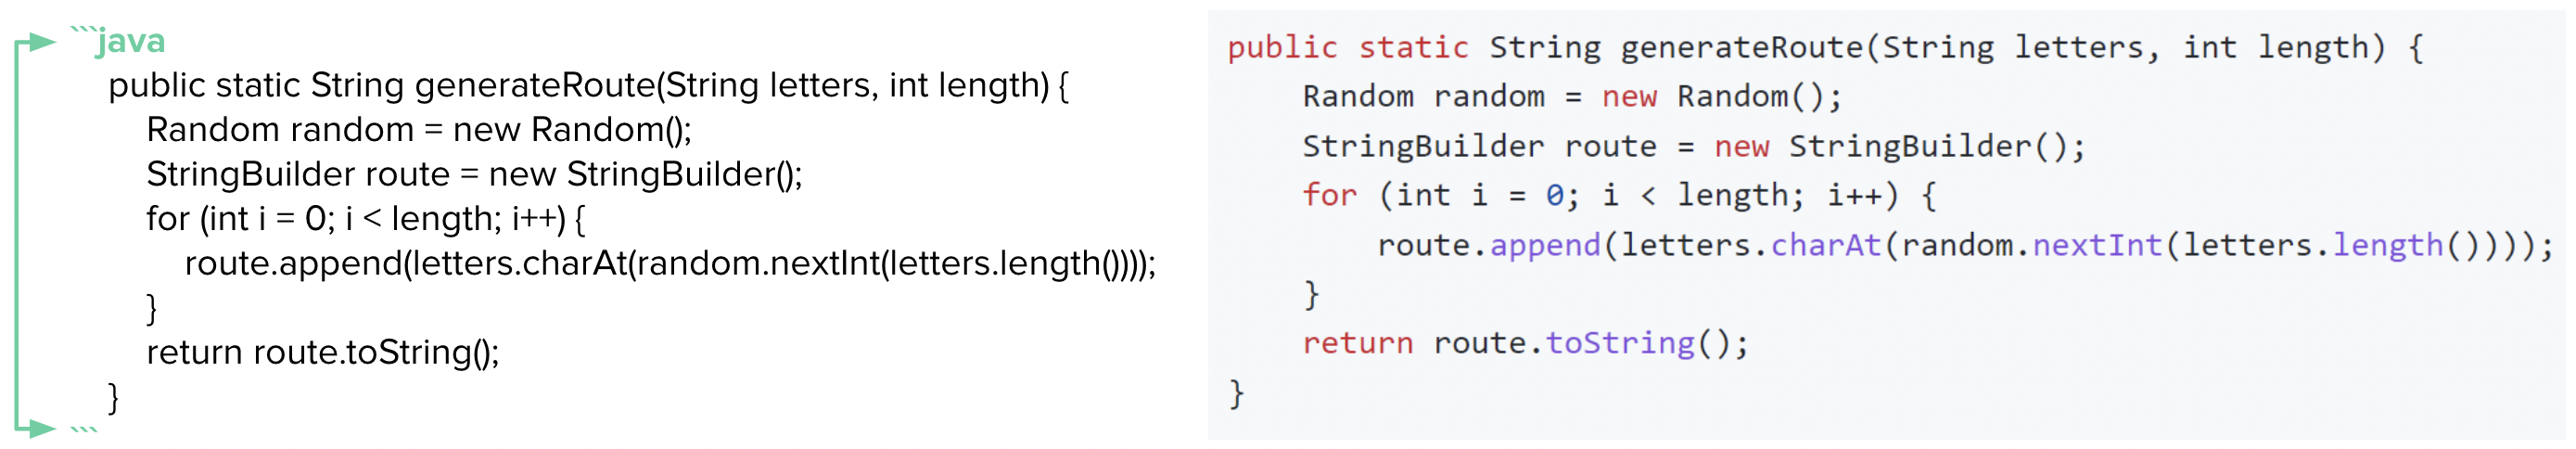 ```java
public static String generateRoute(String letters, int length) {
Random random = new Random();
StringBuilder route = new StringBuilder();
for (int i = 0; i < length; i++) {
route.append(letters.charAt(random.nextInt(letters.length())));
}
return route.toString();
}
```
public static String generateRoute(String letters, int length) {
Random random = new Random();
StringBuilder route = new StringBuilder();
for (int i = 0; i < length; i++) {
route.append(letters.charAt(random.nextInt(letters.length())));
}
return route.toString();
}